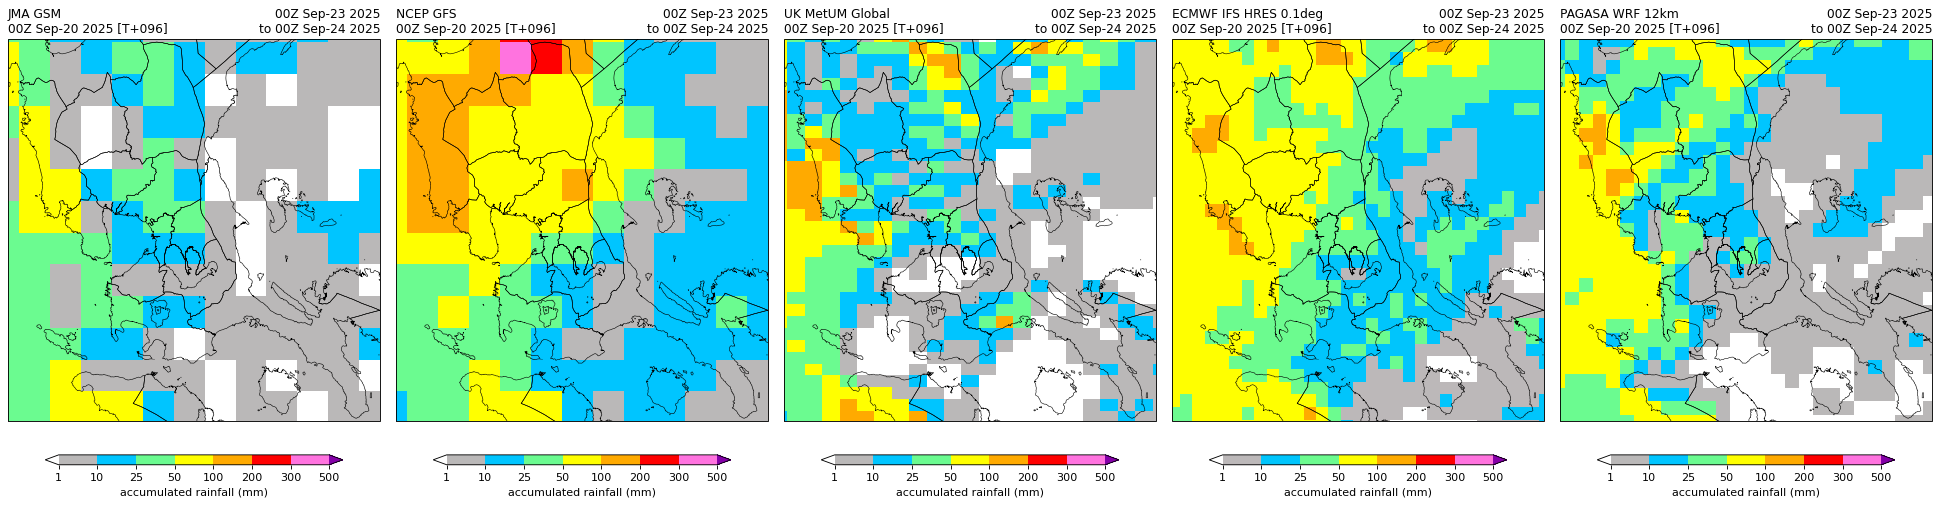 JMA GSM 00Z Sep-23 2025
00Z Sep-20 2025 [T+096] to 00Z Sep-24 2025
1 10 25 50 100 200 300 500
accumulated rainfall (mm)
NCEP GFS 00Z Sep-23 2025
00Z Sep-20 2025 [T+096] to 00Z Sep-24 2025
1 10 25 50 100 200 300 500
accumulated rainfall (mm)
UK MetUM Global 00Z Sep-23 2025
00Z Sep-20 2025 [T+096] to 00Z Sep-24 2025
1 10 25 50 100 200 300 500
accumulated rainfall (mm)
ECMWF IFS HRES 0.1deg 00Z Sep-23 2025
00Z Sep-20 2025 [T+096] to 00Z Sep-24 2025
1 10 25 50 100 200 300 500
accumulated rainfall (mm)
PAGASA WRF 12km 00Z Sep-23 2025
00Z Sep-20 2025 [T+096] to 00Z Sep-24 2025
1 10 25 50 100 200 300 500
accumulated rainfall (mm)